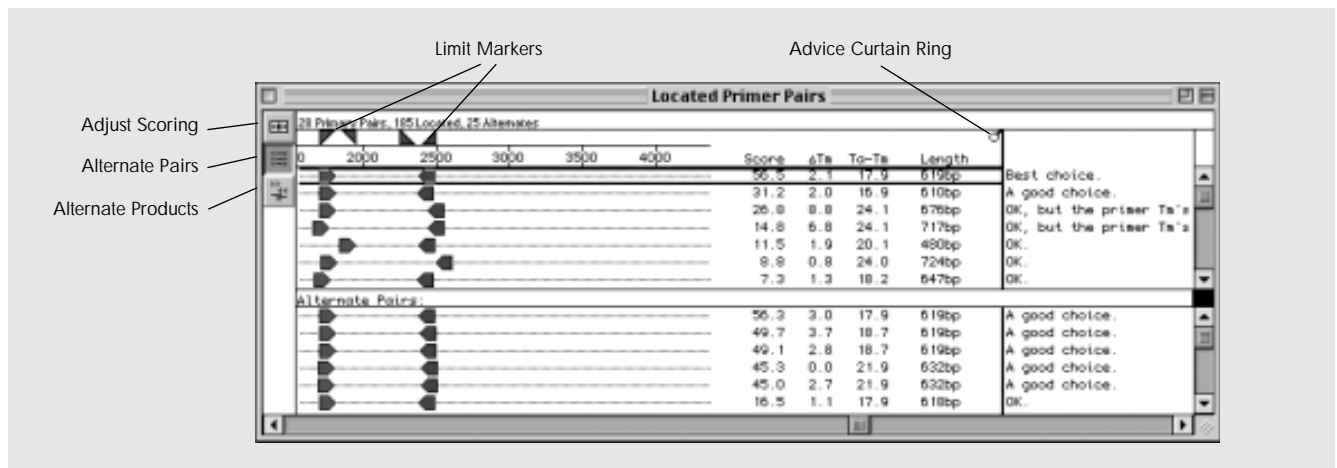 Limit Markers
Advice Curtain Ring
Located Primer Pairs
Adjust Scoring
28 Primary Pairs, 185 Located, 25 Alternates
Alternate Pairs
0 2000 2500 3000 3500 4000 Score ΔTm Ta-Tm Length
Alternate Products
56.5 2.1 17.9 619bp Best choice.
31.2 2.0 16.9 610bp A good choice.
26.8 8.8 24.1 676bp OK, but the primer Tm's
14.8 6.8 24.1 717bp OK, but the primer Tm's
11.5 1.9 20.1 480bp OK.
8.8 0.8 24.0 724bp OK.
7.3 1.3 18.2 647bp OK.
Alternate Pairs:
56.3 3.0 17.9 619bp A good choice.
49.7 3.7 18.7 619bp A good choice.
49.1 2.8 18.7 619bp A good choice.
45.3 0.0 21.9 632bp A good choice.
45.0 2.7 21.9 632bp A good choice.
16.5 1.1 17.9 618bp OK.